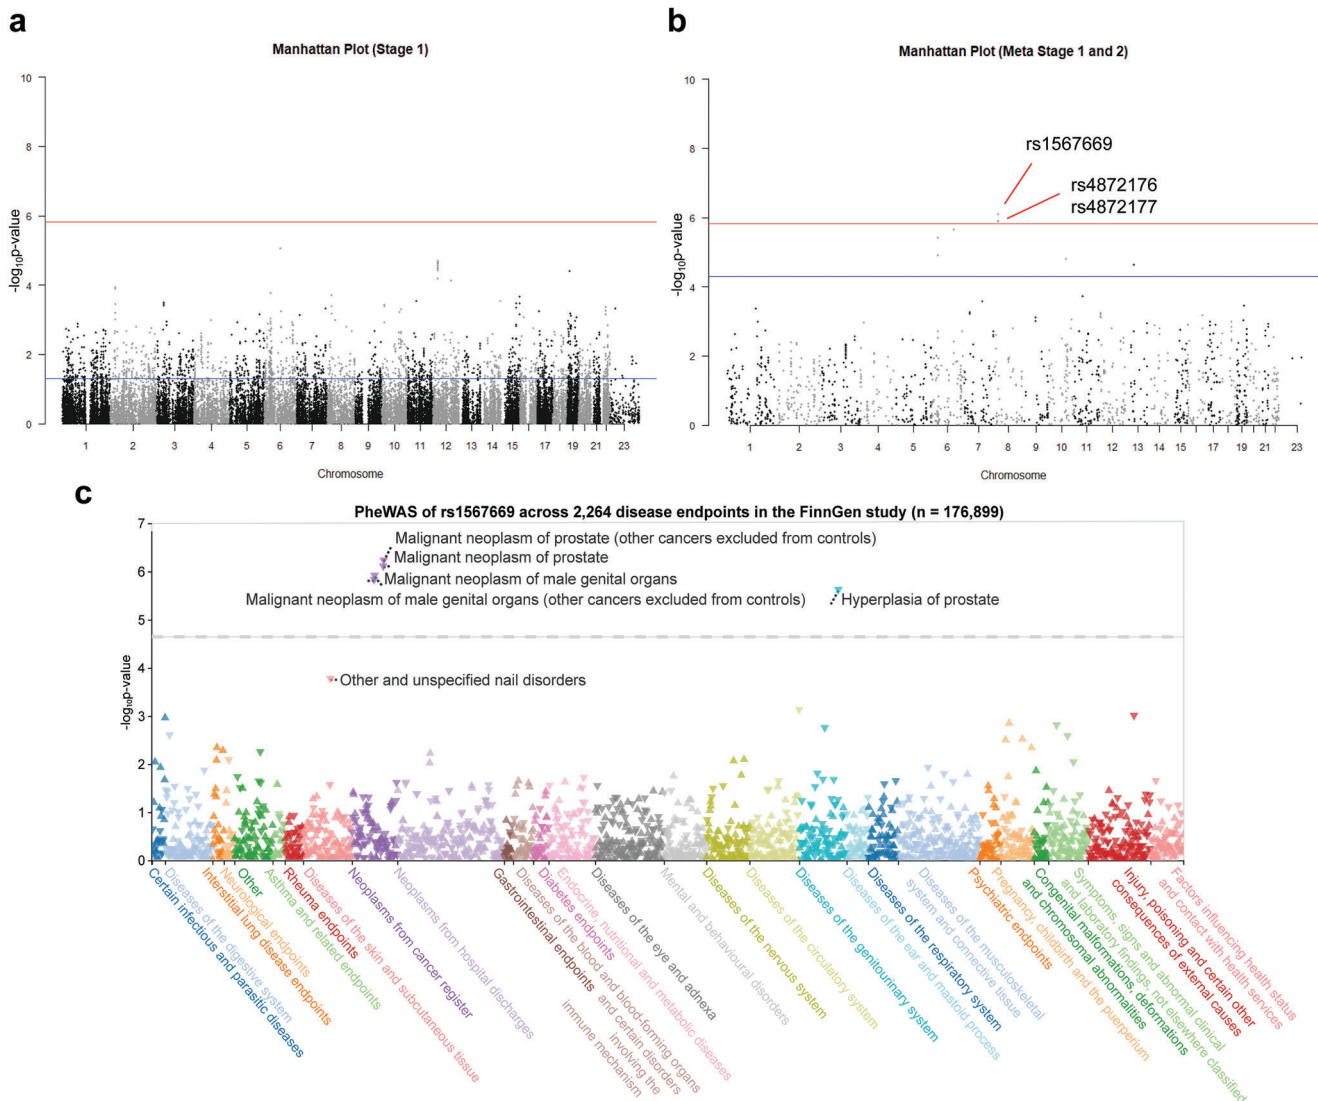 a
Manhattan Plot (Stage 1)
10
8
6
4
2
0
-log10p-value
1 2 3 4 5 6 7 8 9 10 11 12 13 14 15 17 19 21 23
Chromosome
b
Manhattan Plot (Meta Stage 1 and 2)
rs1567669
rs4872176
rs4872177
10
8
6
4
2
0
-log10p-value
1 2 3 4 5 6 7 8 9 10 11 12 13 14 15 17 19 21 23
Chromosome
c
PheWAS of rs1567669 across 2,264 disease endpoints in the FinnGen study (n = 176,899)
7
6
5
4
3
2
1
0
-log10p-value
Malignant neoplasm of prostate (other cancers excluded from controls)
Malignant neoplasm of prostate
Malignant neoplasm of male genital organs
Malignant neoplasm of male genital organs (other cancers excluded from controls)
Hyperplasia of prostate
Other and unspecified nail disorders
Certain infectious and parasitic diseases
Diseases of the digestive system
Interstitial lung disease endpoints
Neurological endpoints
Other
Asthma and related endpoints
Rheuma endpoints
Diseases of the skin and subcutaneous tissue
Neoplasms from cancer register
Neoplasms from hospital discharges
Gastrointestinal endpoints
Diseases of the blood and blood-forming organs
and certain disorders
involving the
immune mechanism
Diabetes endpoints
Endocrine, nutritional and metabolic diseases
Diseases of the eye and adnexa
Mental and behavioural disorders
Diseases of the nervous system
Diseases of the circulatory system
Diseases of the genitourinary system
Diseases of the ear and mastoid process
Diseases of the respiratory system
Diseases of the musculoskeletal
system and connective tissue
Psychiatric endpoints
Pregnancy, childbirth and the puerperium
Congenital malformations, deformations
and chromosomal abnormalities
Symptoms, signs and abnormal clinical
and laboratory findings, not elsewhere classified
Injury, poisoning and certain other
consequences of external causes
Factors influencing health status
and contact with health services